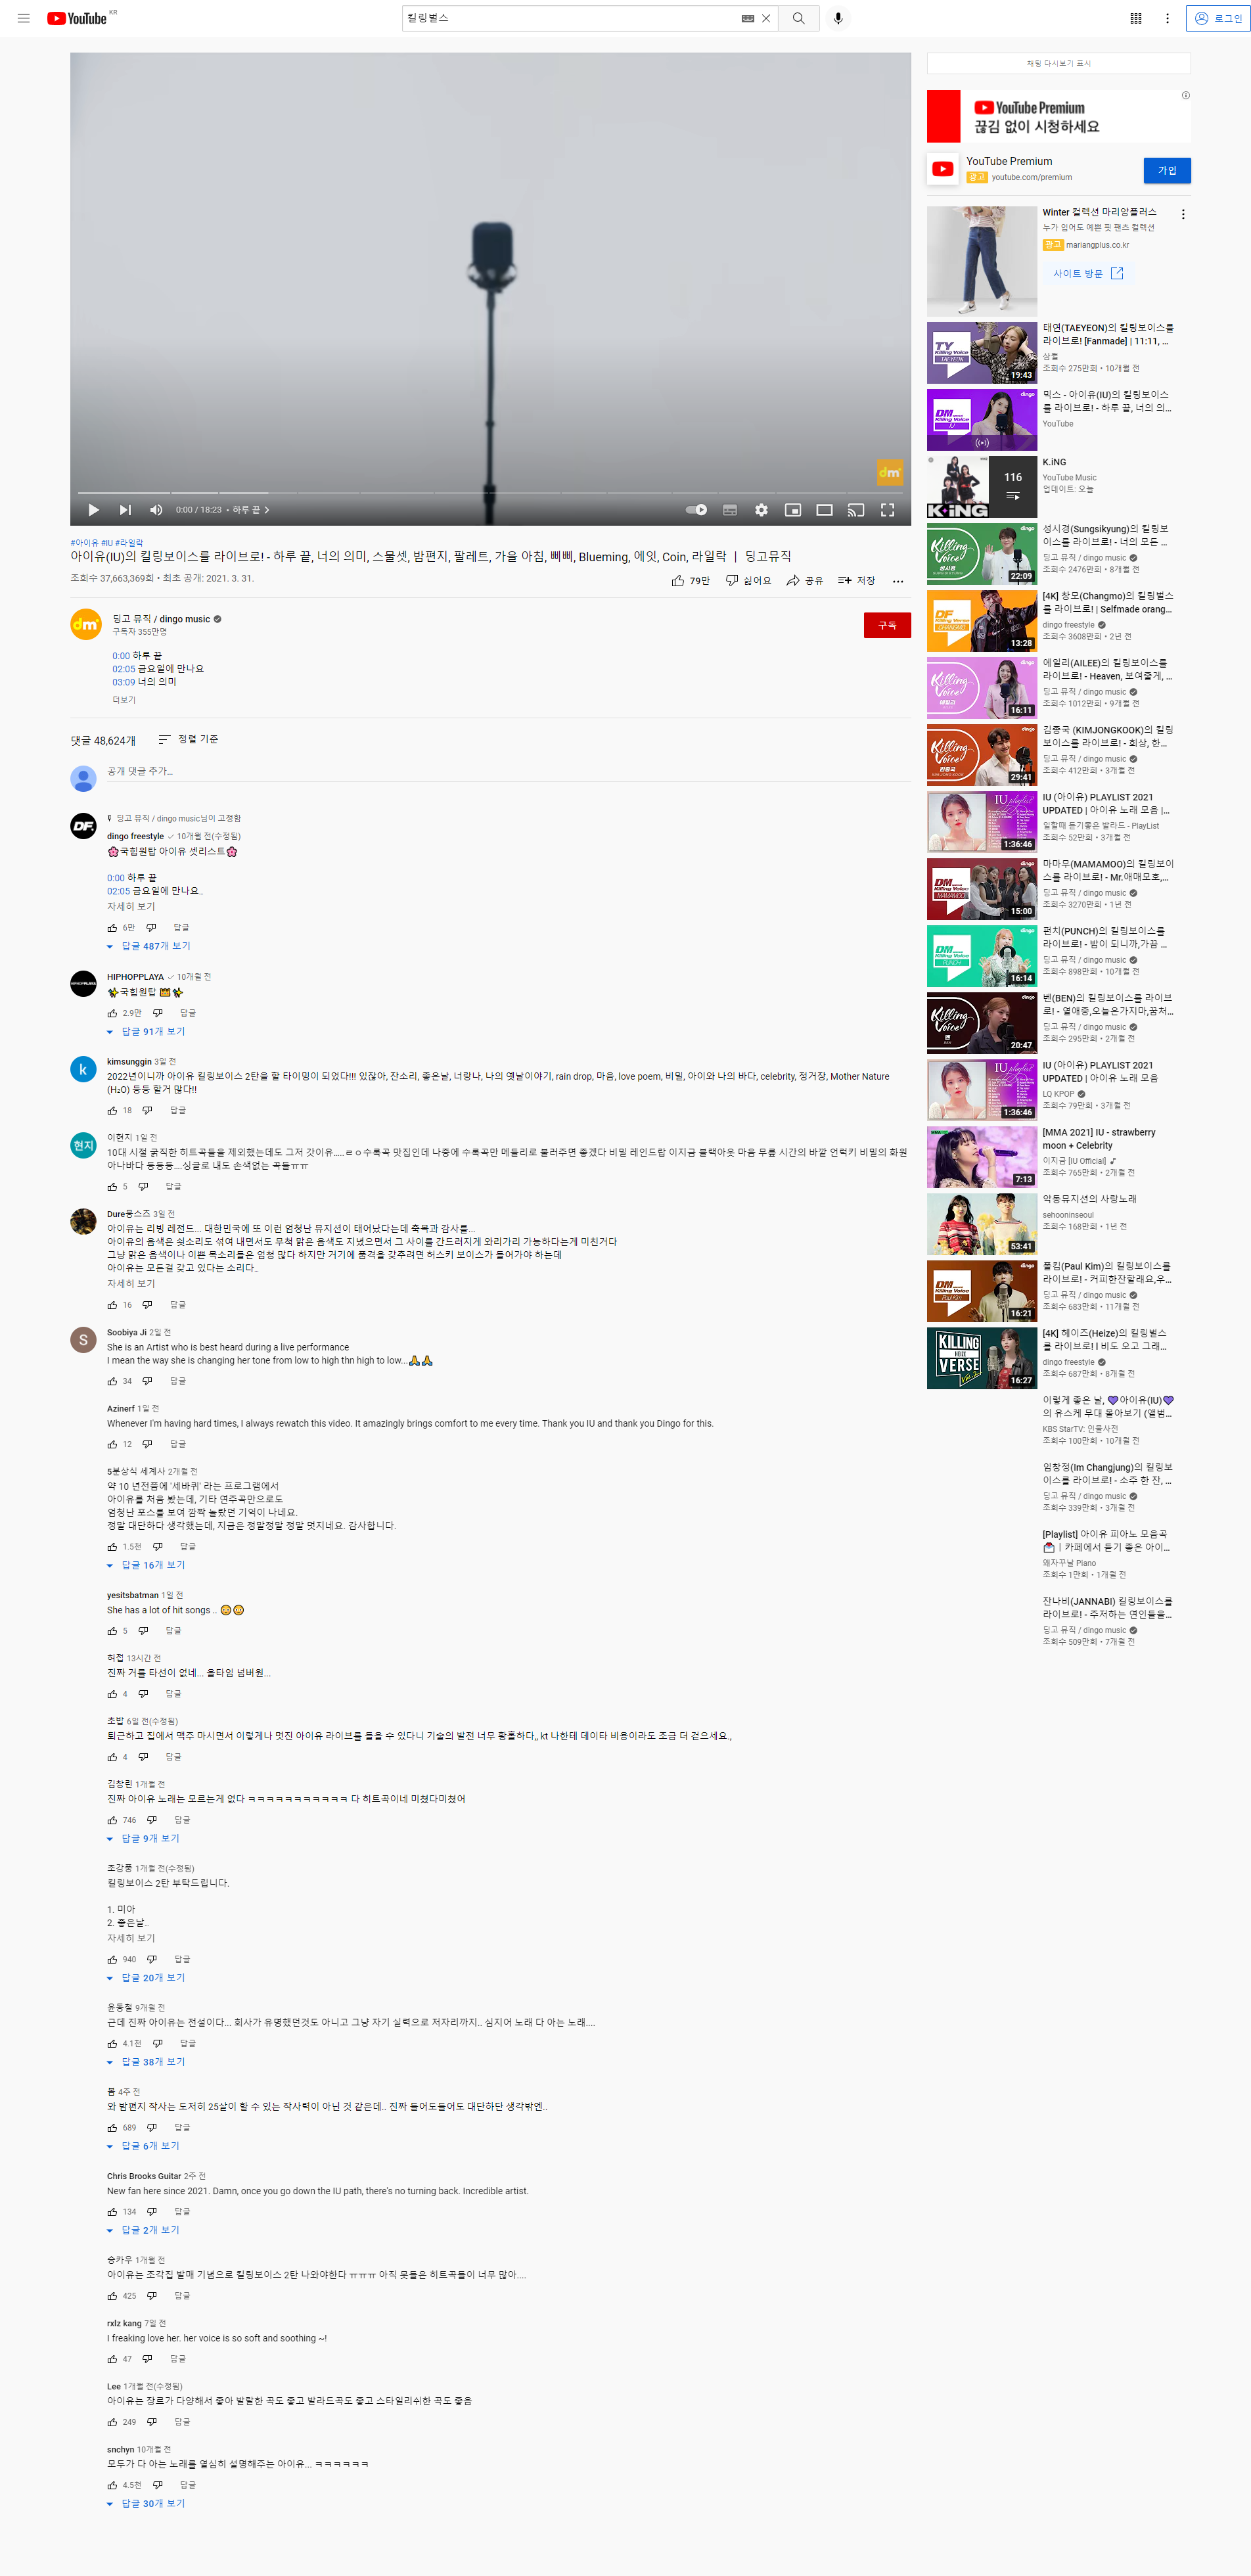 YouTube KR
킬링벌스
로그인
dm
0:00 / 18:23 • 하루 끝
#아이유 #IU #라일락
아이유(IU)의 킬링보이스를 라이브로! - 하루 끝, 너의 의미, 스물셋, 밤편지, 팔레트, 가을 아침, 삐삐, Blueming, 에잇, Coin, 라일락 ㅣ 딩고뮤직
조회수 37,663,369회 • 최초 공개: 2021. 3. 31.
79만 싫어요 공유 저장
dm
딩고 뮤직 / dingo music
구독자 355만명
구독
0:00 하루 끝
02:05 금요일에 만나요
03:09 너의 의미
더보기
댓글 48,624개 정렬 기준
공개 댓글 추가...
DF.
딩고 뮤직 / dingo music님이 고정함
dingo freestyle 10개월 전(수정됨)
🌸국힙원탑 아이유 셋리스트🌸
0:00 하루 끝
02:05 금요일에 만나요..
자세히 보기
6만 답글
답글 487개 보기
HIPHOPPLAYA 10개월 전
국힙원탑
2.9만 답글
답글 91개 보기
k
kimsunggin 3일 전
2022년이니까 아이유 킬링보이스 2탄을 할 타이밍이 되었다!!! 있잖아, 잔소리, 좋은날, 너랑나, 나의 옛날이야기, rain drop, 마음, love poem, 비밀, 아이와 나의 바다, celebrity, 정거장, Mother Nature
(H₂O) 등등 할거 많다!!
18 답글
현지
이현지 1일 전
10대 시절 굵직한 히트곡들을 제외했는데도 그저 갓이유.....ㄹㅇ수록곡 맛집인데 나중에 수록곡만 메들리로 불러주면 좋겠다 비밀 레인드랍 이지금 블랙아웃 마음 무릎 시간의 바깥 언럭키 비밀의 화원
아나바다 등등등....싱글로 내도 손색없는 곡들ㅠㅠ
5 답글
Dure둥스즈 3일 전
아이유는 리빙 레전드... 대한민국에 또 이런 엄청난 뮤지션이 태어났다는데 축복과 감사를...
아이유의 음색은 쇳소리도 섞여 내면서도 무척 맑은 음색도 지녔으면서 그 사이를 간드러지게 와리가리 가능하다는게 미친거다
그냥 맑은 음색이나 이쁜 목소리들은 엄청 많다 하지만 거기에 품격을 갖추려면 허스키 보이스가 들어가야 하는데
아이유는 모든걸 갖고 있다는 소리다..
자세히 보기
16 답글
S
Soobiya Ji 2일 전
She is an Artist who is best heard during a live performance
I mean the way she is changing her tone from low to high thn high to low...🙏🙏
34 답글
Azinerf 1일 전
Whenever I'm having hard times, I always rewatch this video. It amazingly brings comfort to me every time. Thank you IU and thank you Dingo for this.
12 답글
5분상식 세계사 2개월 전
약 10 년전쯤에 '세바퀴' 라는 프로그램에서
아이유를 처음 봤는데, 기타 연주곡만으로도
엄청난 포스를 보여 깜짝 놀랐던 기억이 나네요.
정말 대단하다 생각했는데, 지금은 정말정말 정말 멋지네요. 감사합니다.
1.5천 답글
답글 16개 보기
yesitsbatman 1일 전
She has a lot of hit songs .. 😳😳
5 답글
허접 13시간 전
진짜 거를 타선이 없네... 올타임 넘버원...
4 답글
초밥 6일 전(수정됨)
퇴근하고 집에서 맥주 마시면서 이렇게나 멋진 아이유 라이브를 들을 수 있다니 기술의 발전 너무 황홀하다,, kt 나한테 데이타 비용이라도 조금 더 걷으세요.,
4 답글
김창린 1개월 전
진짜 아이유 노래는 모르는게 없다 ㅋㅋㅋㅋㅋㅋㅋㅋㅋㅋㅋ 다 히트곡이네 미쳤다미쳤어
746 답글
답글 9개 보기
조강풍 1개월 전(수정됨)
킬링보이스 2탄 부탁드립니다.
1. 미아
2. 좋은날..
자세히 보기
940 답글
답글 20개 보기
윤동철 9개월 전
근데 진짜 아이유는 전설이다... 회사가 유명했던것도 아니고 그냥 자기 실력으로 저자리까지.. 심지어 노래 다 아는 노래....
4.1천 답글
답글 38개 보기
봄 4주 전
와 밤편지 작사는 도저히 25살이 할 수 있는 작사력이 아닌 것 같은데.. 진짜 들어도들어도 대단하단 생각밖엔..
689 답글
답글 6개 보기
Chris Brooks Guitar 2주 전
New fan here since 2021. Damn, once you go down the IU path, there's no turning back. Incredible artist.
134 답글
답글 2개 보기
숭카우 1개월 전
아이유는 조각집 발매 기념으로 킬링보이스 2탄 나와야한다 ㅠㅠㅠ 아직 못들은 히트곡들이 너무 많아....
425 답글
rxlz kang 7일 전
I freaking love her. her voice is so soft and soothing ~!
47 답글
Lee 1개월 전(수정됨)
아이유는 장르가 다양해서 좋아 발랄한 곡도 좋고 발라드곡도 좋고 스타일리쉬한 곡도 좋음
249 답글
snchyn 10개월 전
모두가 다 아는 노래를 열심히 설명해주는 아이유... ㅋㅋㅋㅋㅋㅋ
4.5천 답글
답글 30개 보기
채팅 다시보기 표시
YouTube Premium
끊김 없이 시청하세요
YouTube Premium
광고 youtube.com/premium
가입
Winter 컬렉션 마리앙플러스
누가 입어도 예쁜 핏 팬츠 컬렉션
광고 mariangplus.co.kr
사이트 방문
TY
Killing Voice
TAEYEON
19:43
태연(TAEYEON)의 킬링보이스를
라이브로! [Fanmade] | 11:11, ...
삼월
조회수 275만회 • 10개월 전
dingo
DM
Killing Voice
믹스 - 아이유(IU)의 킬링보이스
를 라이브로! - 하루 끝, 너의 의...
YouTube
K·iNG
116
K.iNG
YouTube Music
업데이트: 오늘
dingo
Killing Voice
성시경
22:09
성시경(Sungsikyung)의 킬링보
이스를 라이브로! - 너의 모든 ...
딩고 뮤직 / dingo music
조회수 2476만회 • 8개월 전
DF
Killing Verse
CHANGMO
13:28
[4K] 창모(Changmo)의 킬링벌스
를 라이브로! | Selfmade orang...
dingo freestyle
조회수 3608만회 • 2년 전
dingo
Killing Voice
에일리
16:11
에일리(AILEE)의 킬링보이스를
라이브로! - Heaven, 보여줄게, ...
딩고 뮤직 / dingo music
조회수 1012만회 • 9개월 전
dingo
Killing Voice
김종국
29:41
김종국 (KIMJONGKOOK)의 킬링
보이스를 라이브로! - 회상, 한...
딩고 뮤직 / dingo music
조회수 412만회 • 3개월 전
IU playlist
1:36:46
IU (아이유) PLAYLIST 2021
UPDATED | 아이유 노래 모음 |...
일할때 듣기좋은 발라드 - PlayList
조회수 52만회 • 3개월 전
DM
Killing Voice
MAMAMOO
15:00
마마무(MAMAMOO)의 킬링보이
스를 라이브로! - Mr.애매모호,...
딩고 뮤직 / dingo music
조회수 3270만회 • 1년 전
dingo
DM
Killing Voice
PUNCH
16:14
펀치(PUNCH)의 킬링보이스를
라이브로! - 밤이 되니까,가끔 ...
딩고 뮤직 / dingo music
조회수 898만회 • 10개월 전
dingo
Killing Voice
벤
20:47
벤(BEN)의 킬링보이스를 라이브
로! - 열애중,오늘은가지마,꿈처...
딩고 뮤직 / dingo music
조회수 295만회 • 2개월 전
IU playlist
1:36:46
IU (아이유) PLAYLIST 2021
UPDATED | 아이유 노래 모음
LQ KPOP
조회수 79만회 • 3개월 전
7:13
[MMA 2021] IU - strawberry
moon + Celebrity
이지금 [IU Official]
조회수 765만회 • 2개월 전
53:41
악동뮤지션의 사랑노래
sehooninseoul
조회수 168만회 • 1년 전
dingo
DM
Killing Voice
Paul Kim
16:21
폴킴(Paul Kim)의 킬링보이스를
라이브로! - 커피한잔할래요,우...
딩고 뮤직 / dingo music
조회수 683만회 • 11개월 전
KILLING
HEIZE
VERSE
Vol.2
16:27
[4K] 헤이즈(Heize)의 킬링벌스
를 라이브로! l 비도 오고 그래...
dingo freestyle
조회수 687만회 • 8개월 전
이렇게 좋은 날, 💜아이유(IU)💜
의 유스케 무대 몰아보기 (앨범...
KBS StarTV: 인물사전
조회수 100만회 • 10개월 전
임창정(Im Changjung)의 킬링보
이스를 라이브로! - 소주 한 잔, ...
딩고 뮤직 / dingo music
조회수 339만회 • 3개월 전
[Playlist] 아이유 피아노 모음곡
📩ㅣ카페에서 듣기 좋은 아이...
왜자꾸날 Piano
조회수 1만회 • 1개월 전
잔나비(JANNABI) 킬링보이스를
라이브로! - 주저하는 연인들을...
딩고 뮤직 / dingo music
조회수 509만회 • 7개월 전